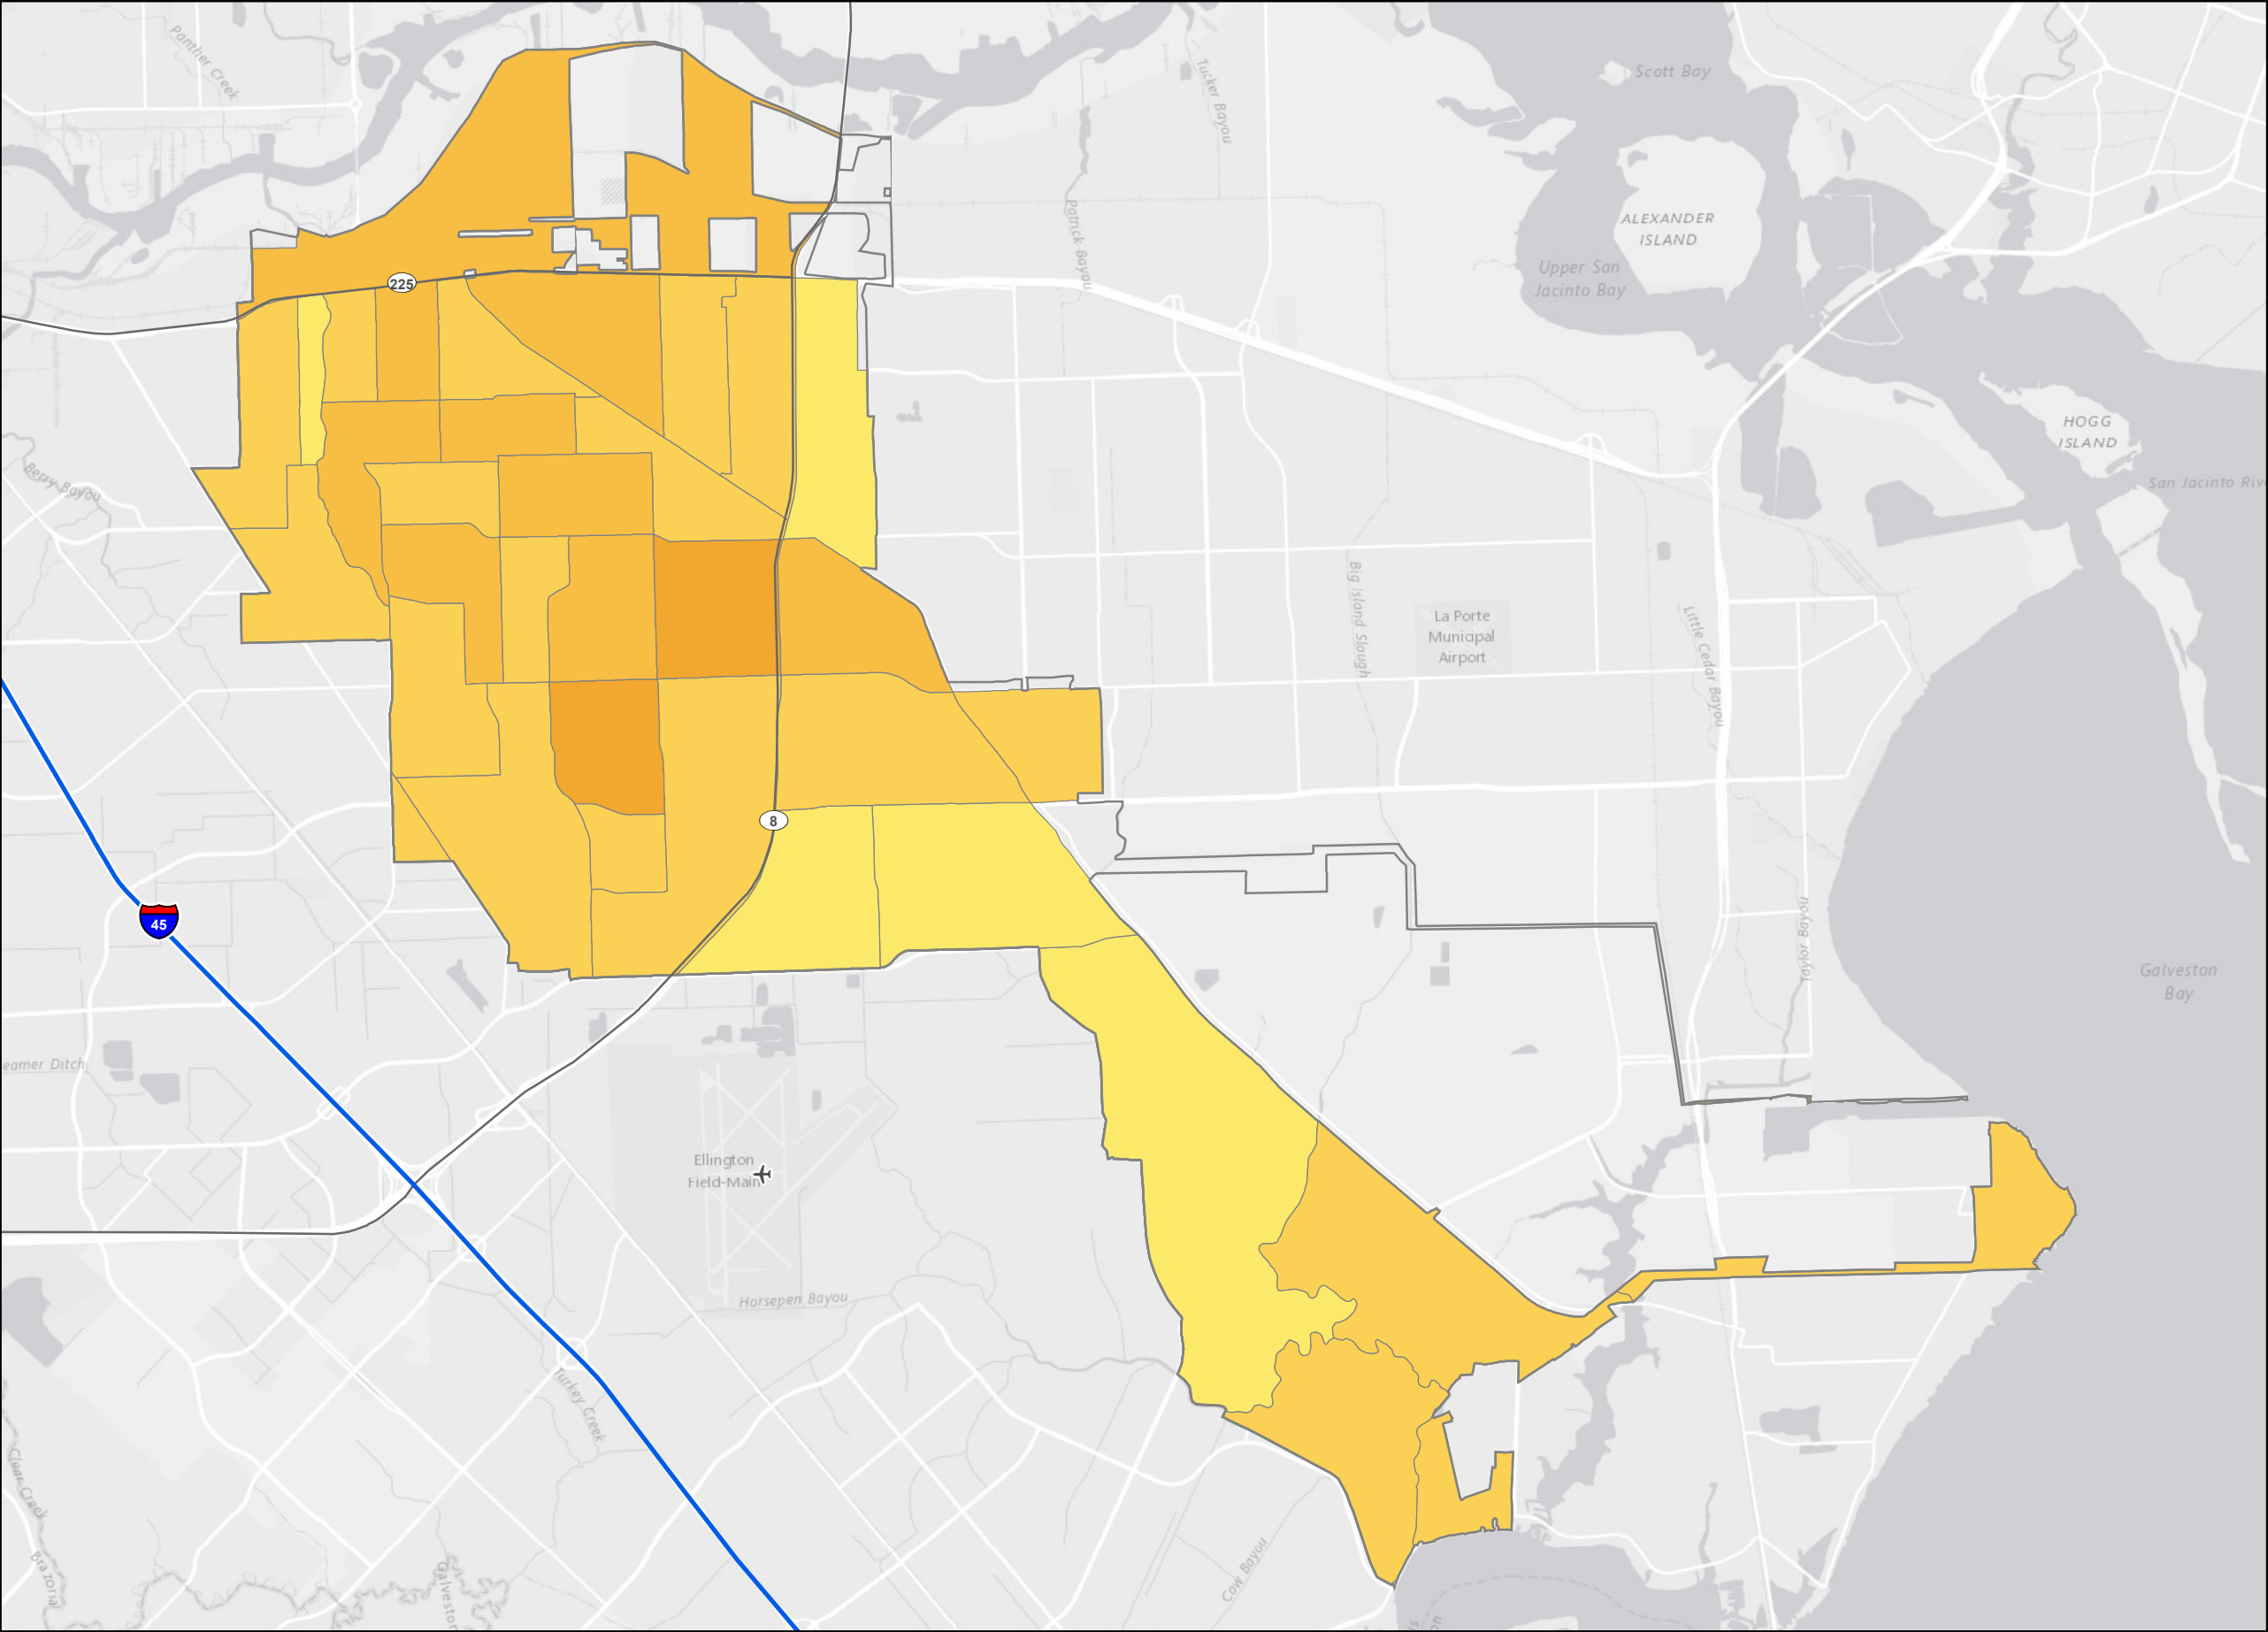 Panther Creek
Tucker Bayou
Scott Bay
ALEXANDER
ISLAND
Patrick Bayou
Upper San
Jacinto Bay
225
HOGG
ISLAND
Berry Bayou
San Jacinto Riv
Big Island Slough
La Porte
Municipal
Airport
Little Cedar Bayou
8
45
Taylor Bayou
Galveston
Bay
eamer Ditch
Ellington
Field-Main
Horsepen Bayou
Turkey Creek
Clear Creek
Brazoria
Galveston
Cow Bayou